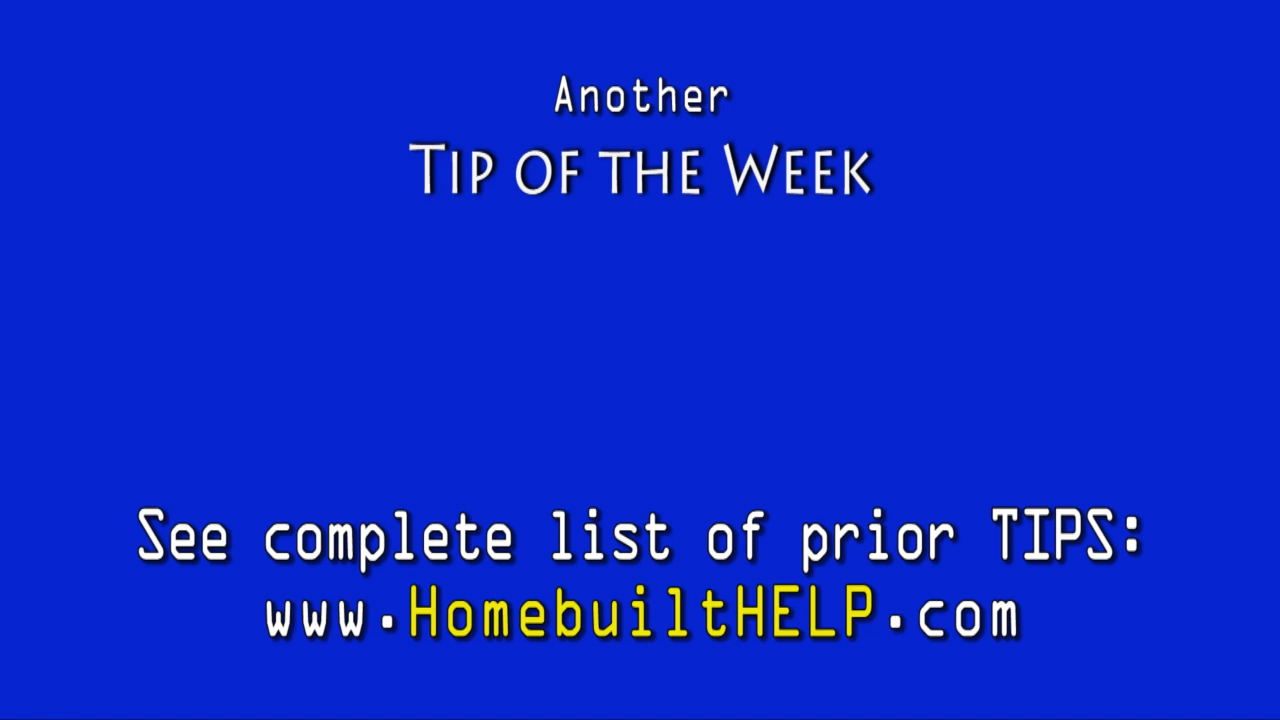 Another
Tip of the Week
See complete list of prior TIPS:
www.HomebuiltHELP.com